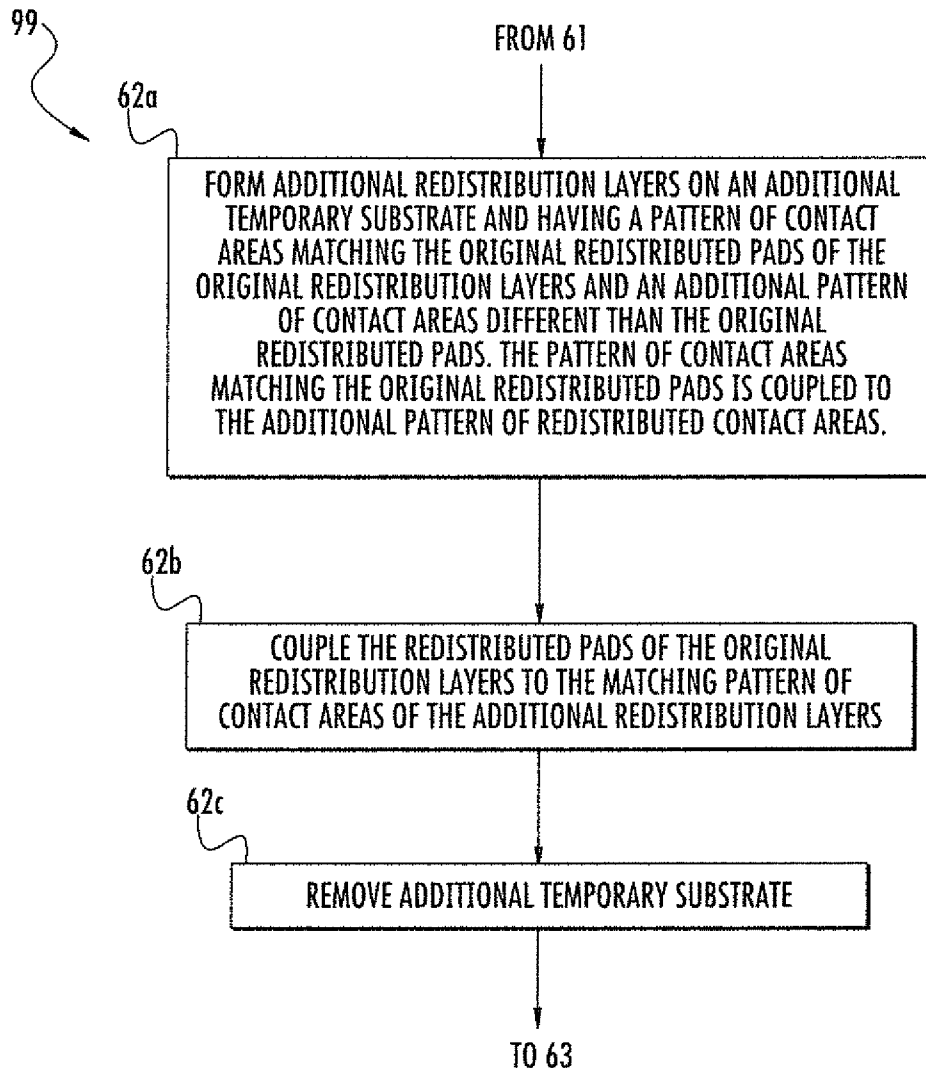 99
FROM 61
62a
FORM ADDITIONAL REDISTRIBUTION LAYERS ON AN ADDITIONAL
TEMPORARY SUBSTRATE AND HAVING A PATTERN OF CONTACT
AREAS MATCHING THE ORIGINAL REDISTRIBUTED PADS OF THE
ORIGINAL REDISTRIBUTION LAYERS AND AN ADDITIONAL PATTERN
OF CONTACT AREAS DIFFERENT THAN THE ORIGINAL
REDISTRIBUTED PADS. THE PATTERN OF CONTACT AREAS
MATCHING THE ORIGINAL REDISTRIBUTED PADS IS COUPLED TO
THE ADDITIONAL PATTERN OF REDISTRIBUTED CONTACT AREAS.
62b
COUPLE THE REDISTRIBUTED PADS OF THE ORIGINAL
REDISTRIBUTION LAYERS TO THE MATCHING PATTERN OF
CONTACT AREAS OF THE ADDITIONAL REDISTRIBUTION LAYERS
62c
REMOVE ADDITIONAL TEMPORARY SUBSTRATE
TO 63